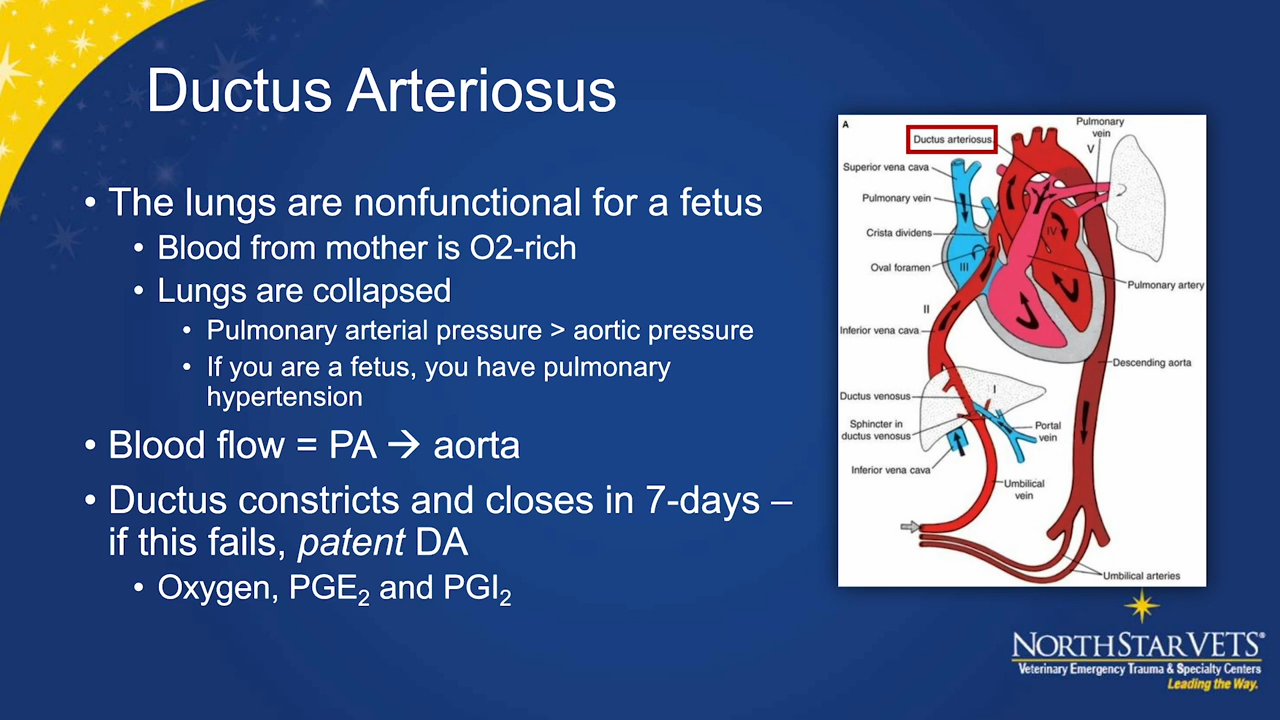 Ductus Arteriosus
• The lungs are nonfunctional for a fetus
• Blood from mother is O2-rich
• Lungs are collapsed
• Pulmonary arterial pressure > aortic pressure
• If you are a fetus, you have pulmonary
hypertension
• Blood flow = PA → aorta
• Ductus constricts and closes in 7-days –
if this fails, patent DA
• Oxygen, PGE₂ and PGI₂
A
Ductus arteriosus
Pulmonary
vein
V
Superior vena cava
Pulmonary vein
Crista dividens
IV
Oval foramen
III
Pulmonary artery
II
Inferior vena cava
Descending aorta
I
Ductus venosus
Sphincter in
ductus venosus
Portal
vein
Inferior vena cava
Umbilical
vein
Umbilical arteries
NORTHSTAR VETS®
Veterinary Emergency Trauma & Specialty Centers
Leading the Way.